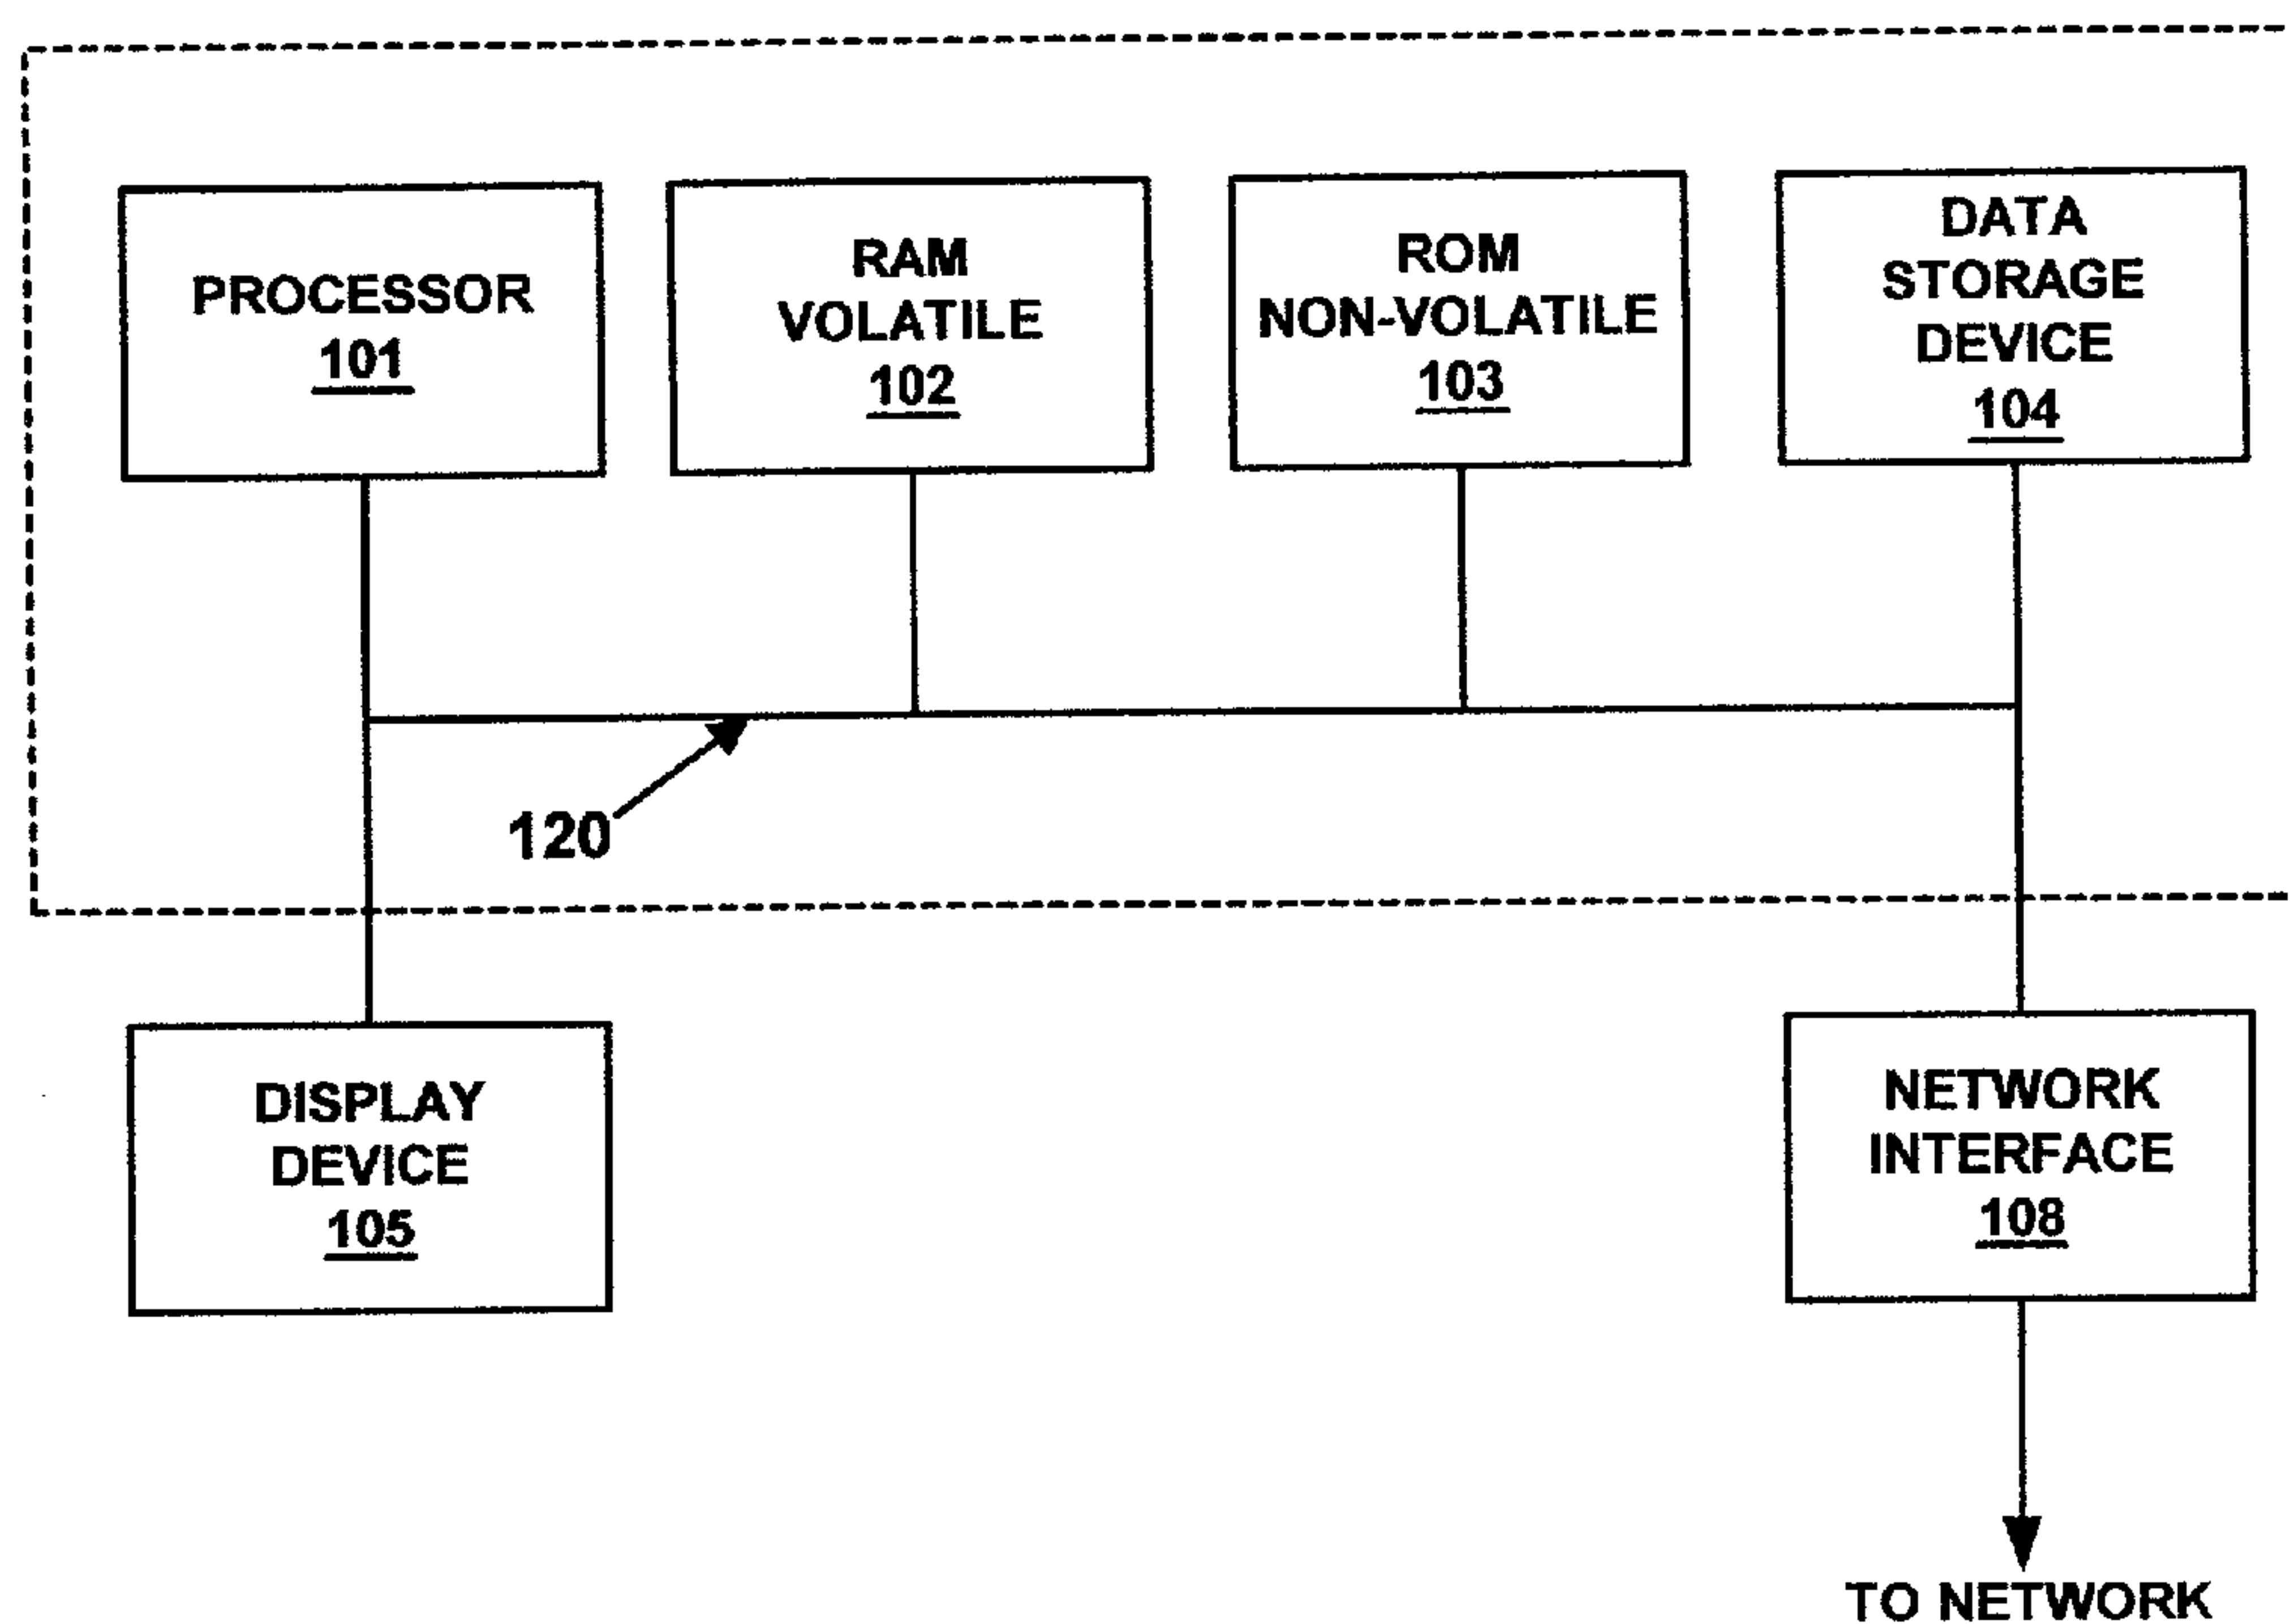 PROCESSOR
101
RAM
VOLATILE
102
ROM
NON-VOLATILE
103
DATA
STORAGE
DEVICE
104
120
DISPLAY
DEVICE
105
NETWORK
INTERFACE
108
TO NETWORK